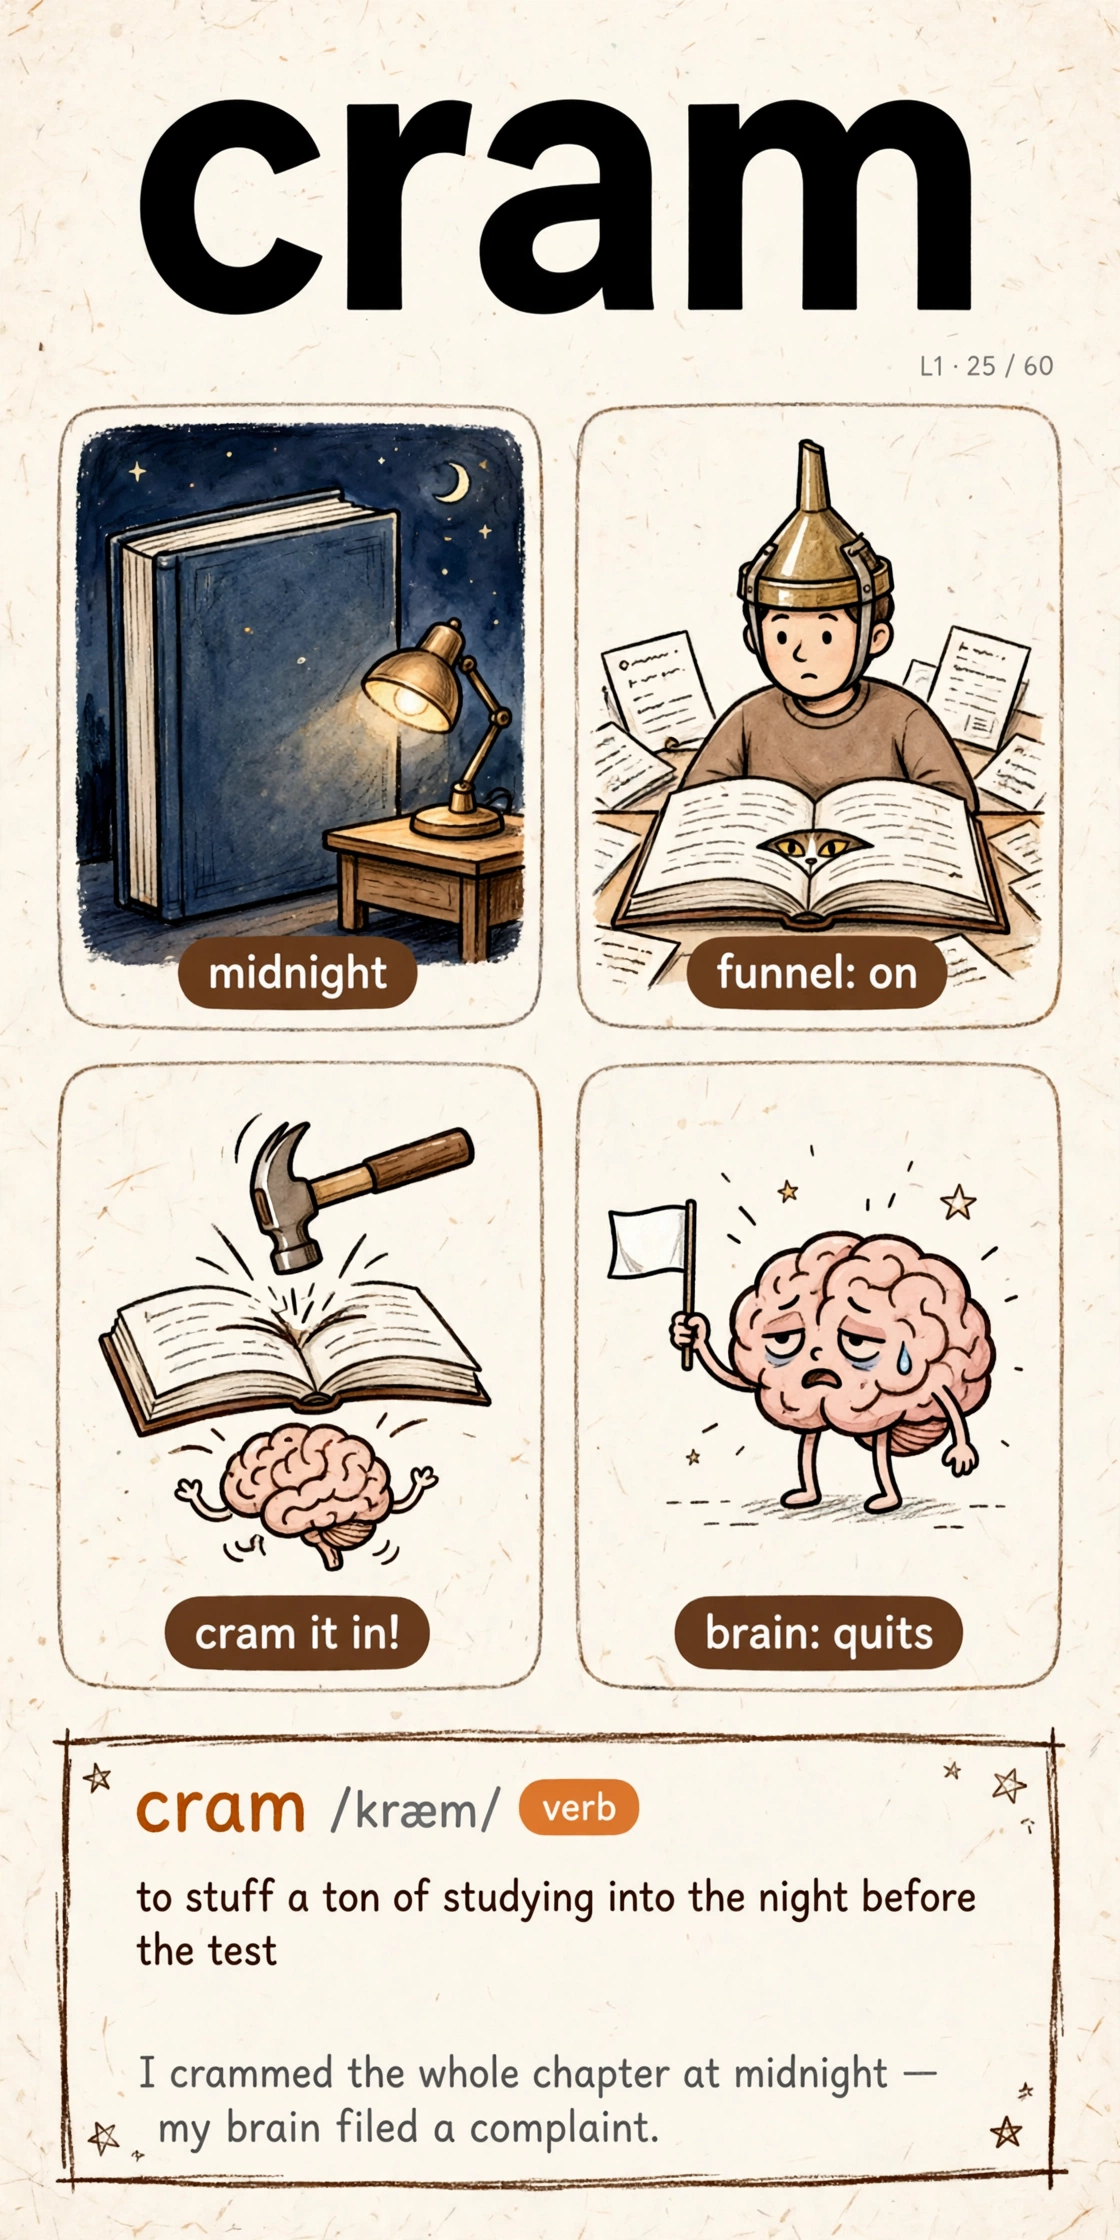 cram
L1 · 25 / 60
midnight
funnel: on
cram it in!
brain: quits
cram /kræm/ verb
to stuff a ton of studying into the night before
the test
I crammed the whole chapter at midnight —
my brain filed a complaint.